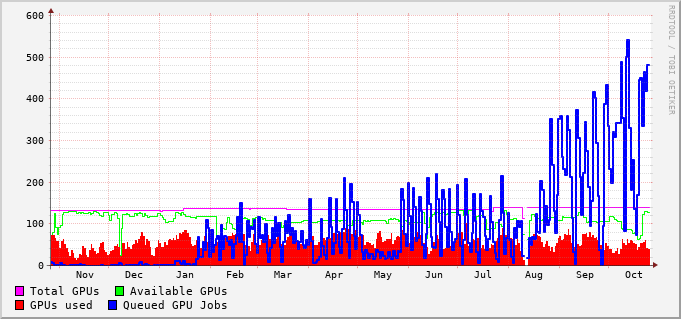 600
500
400
300
200
100
0
Nov Dec Jan Feb Mar Apr May Jun Jul Aug Sep Oct
Total GPUs Available GPUs
GPUs used Queued GPU Jobs
RRDTOOL / TOBI OETIKER